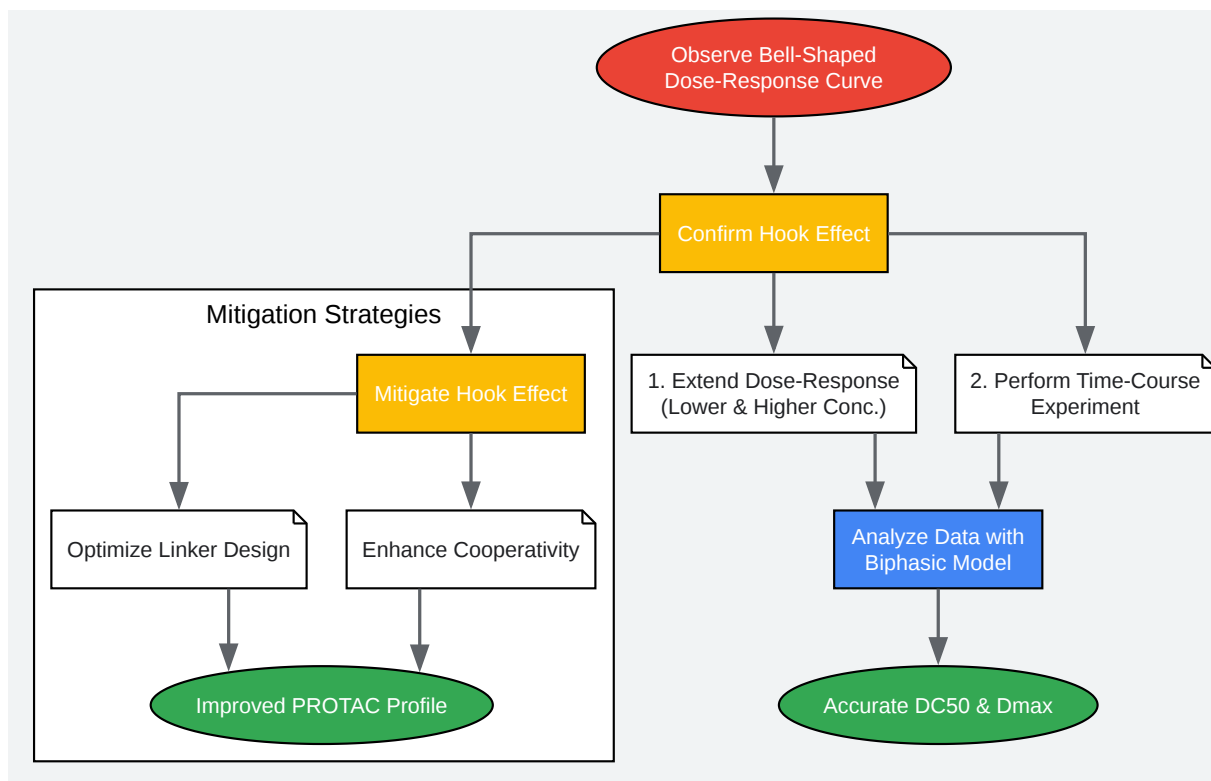 Observe Bell-Shaped
Dose-Response Curve
Confirm Hook Effect
Mitigation Strategies
Mitigate Hook Effect
1. Extend Dose-Response
(Lower & Higher Conc.)
2. Perform Time-Course
Experiment
Optimize Linker Design
Enhance Cooperativity
Analyze Data with
Biphasic Model
Improved PROTAC Profile
Accurate DC50 & Dmax